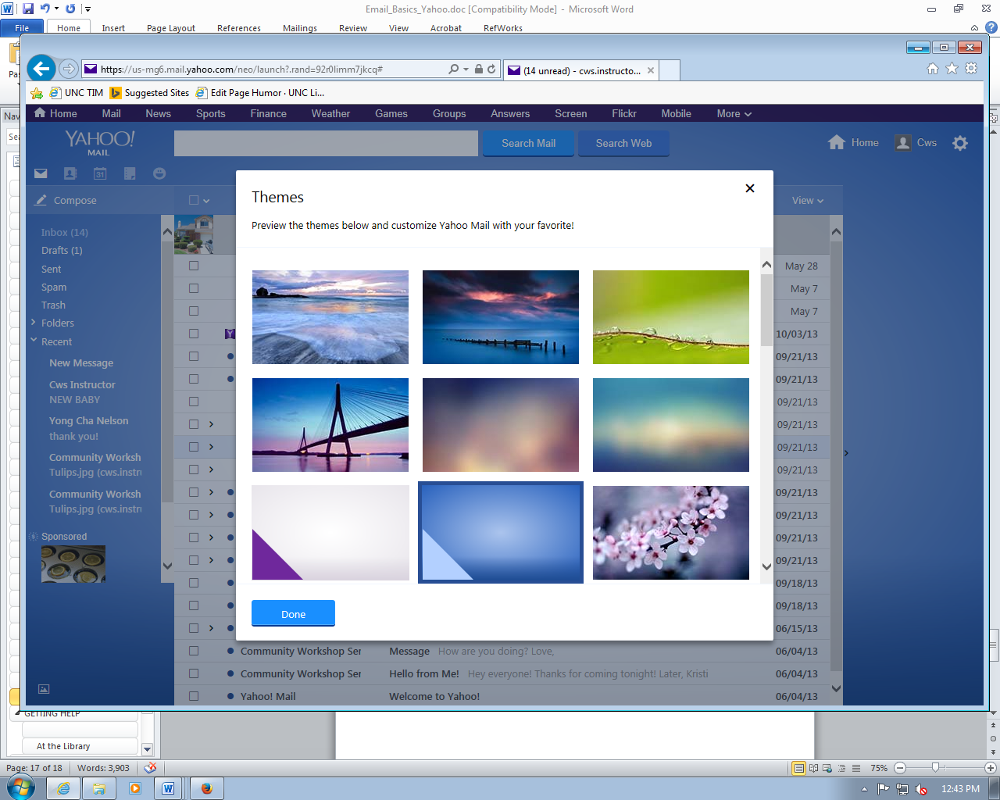 Email_Basics_Yahoo.doc [Compatibility Mode] - Microsoft Word
File Home Insert Page Layout References Mailings Review View Acrobat RefWorks
https://us-mg6.mail.yahoo.com/neo/launch?.rand=92r0limm7jkcq#
(14 unread) - cws.instructo...
UNC TIM Suggested Sites Edit Page Humor · UNC Li...
Home Mail News Sports Finance Weather Games Groups Answers Screen Flickr Mobile More
YAHOO!
MAIL
Search Mail Search Web
Home Cws
31
Compose
View
Themes
Preview the themes below and customize Yahoo Mail with your favorite!
Done
Inbox (14)
Drafts (1)
Sent
Spam
Trash
Folders
Recent
New Message
Cws Instructor
NEW BABY
Yong Cha Nelson
thank you!
Community Worksh
Tulips.jpg (cws.instru
Community Worksh
Tulips.jpg (cws.instru
Sponsored
May 28
May 7
May 7
10/03/13
09/21/13
09/21/13
09/21/13
09/21/13
09/21/13
09/21/13
09/21/13
09/21/13
09/21/13
09/21/13
09/18/13
09/18/13
06/15/13
Community Workshop Ser Message How are you doing? Love, 06/04/13
Community Workshop Ser Hello from Me! Hey everyone! Thanks for coming tonight! Later, Kristi 06/04/13
Yahoo! Mail Welcome to Yahoo! 06/04/13
GETTING HELP
At the Library
Page: 17 of 18 Words: 3,903 75%
12:43 PM